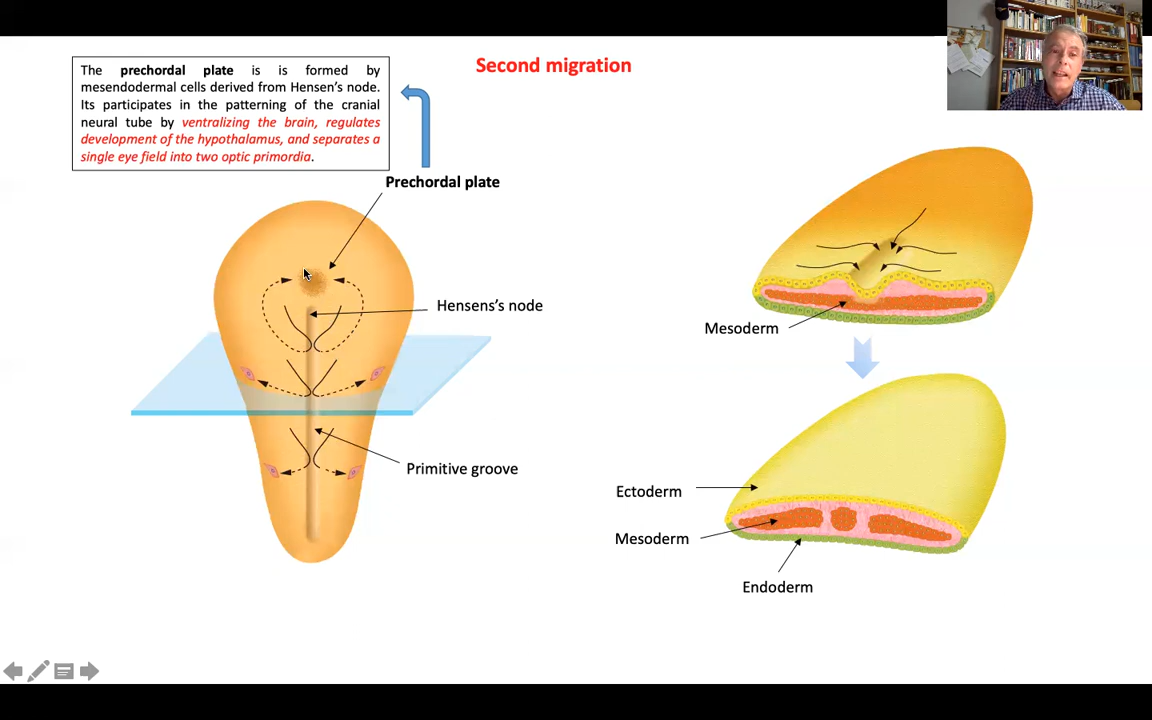 Second migration
The prechordal plate is is formed by
mesendodermal cells derived from Hensen's node.
Its participates in the patterning of the cranial
neural tube by ventralizing the brain, regulates
development of the hypothalamus, and separates a
single eye field into two optic primordia.
Prechordal plate
Hensens's node
Primitive groove
Mesoderm
Ectoderm
Mesoderm
Endoderm